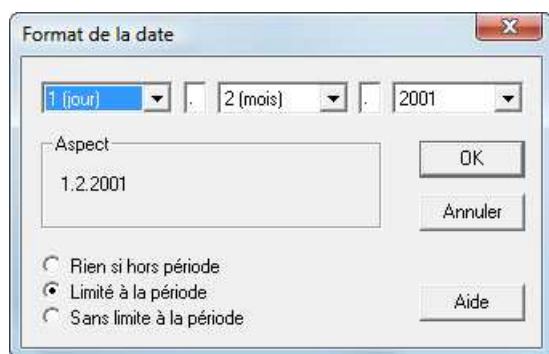 Format de la date
1 (jour) . 2 (mois) . 2001
Aspect
1.2.2001
OK
Annuler
Rien si hors période
Limité à la période
Sans limite à la période
Aide